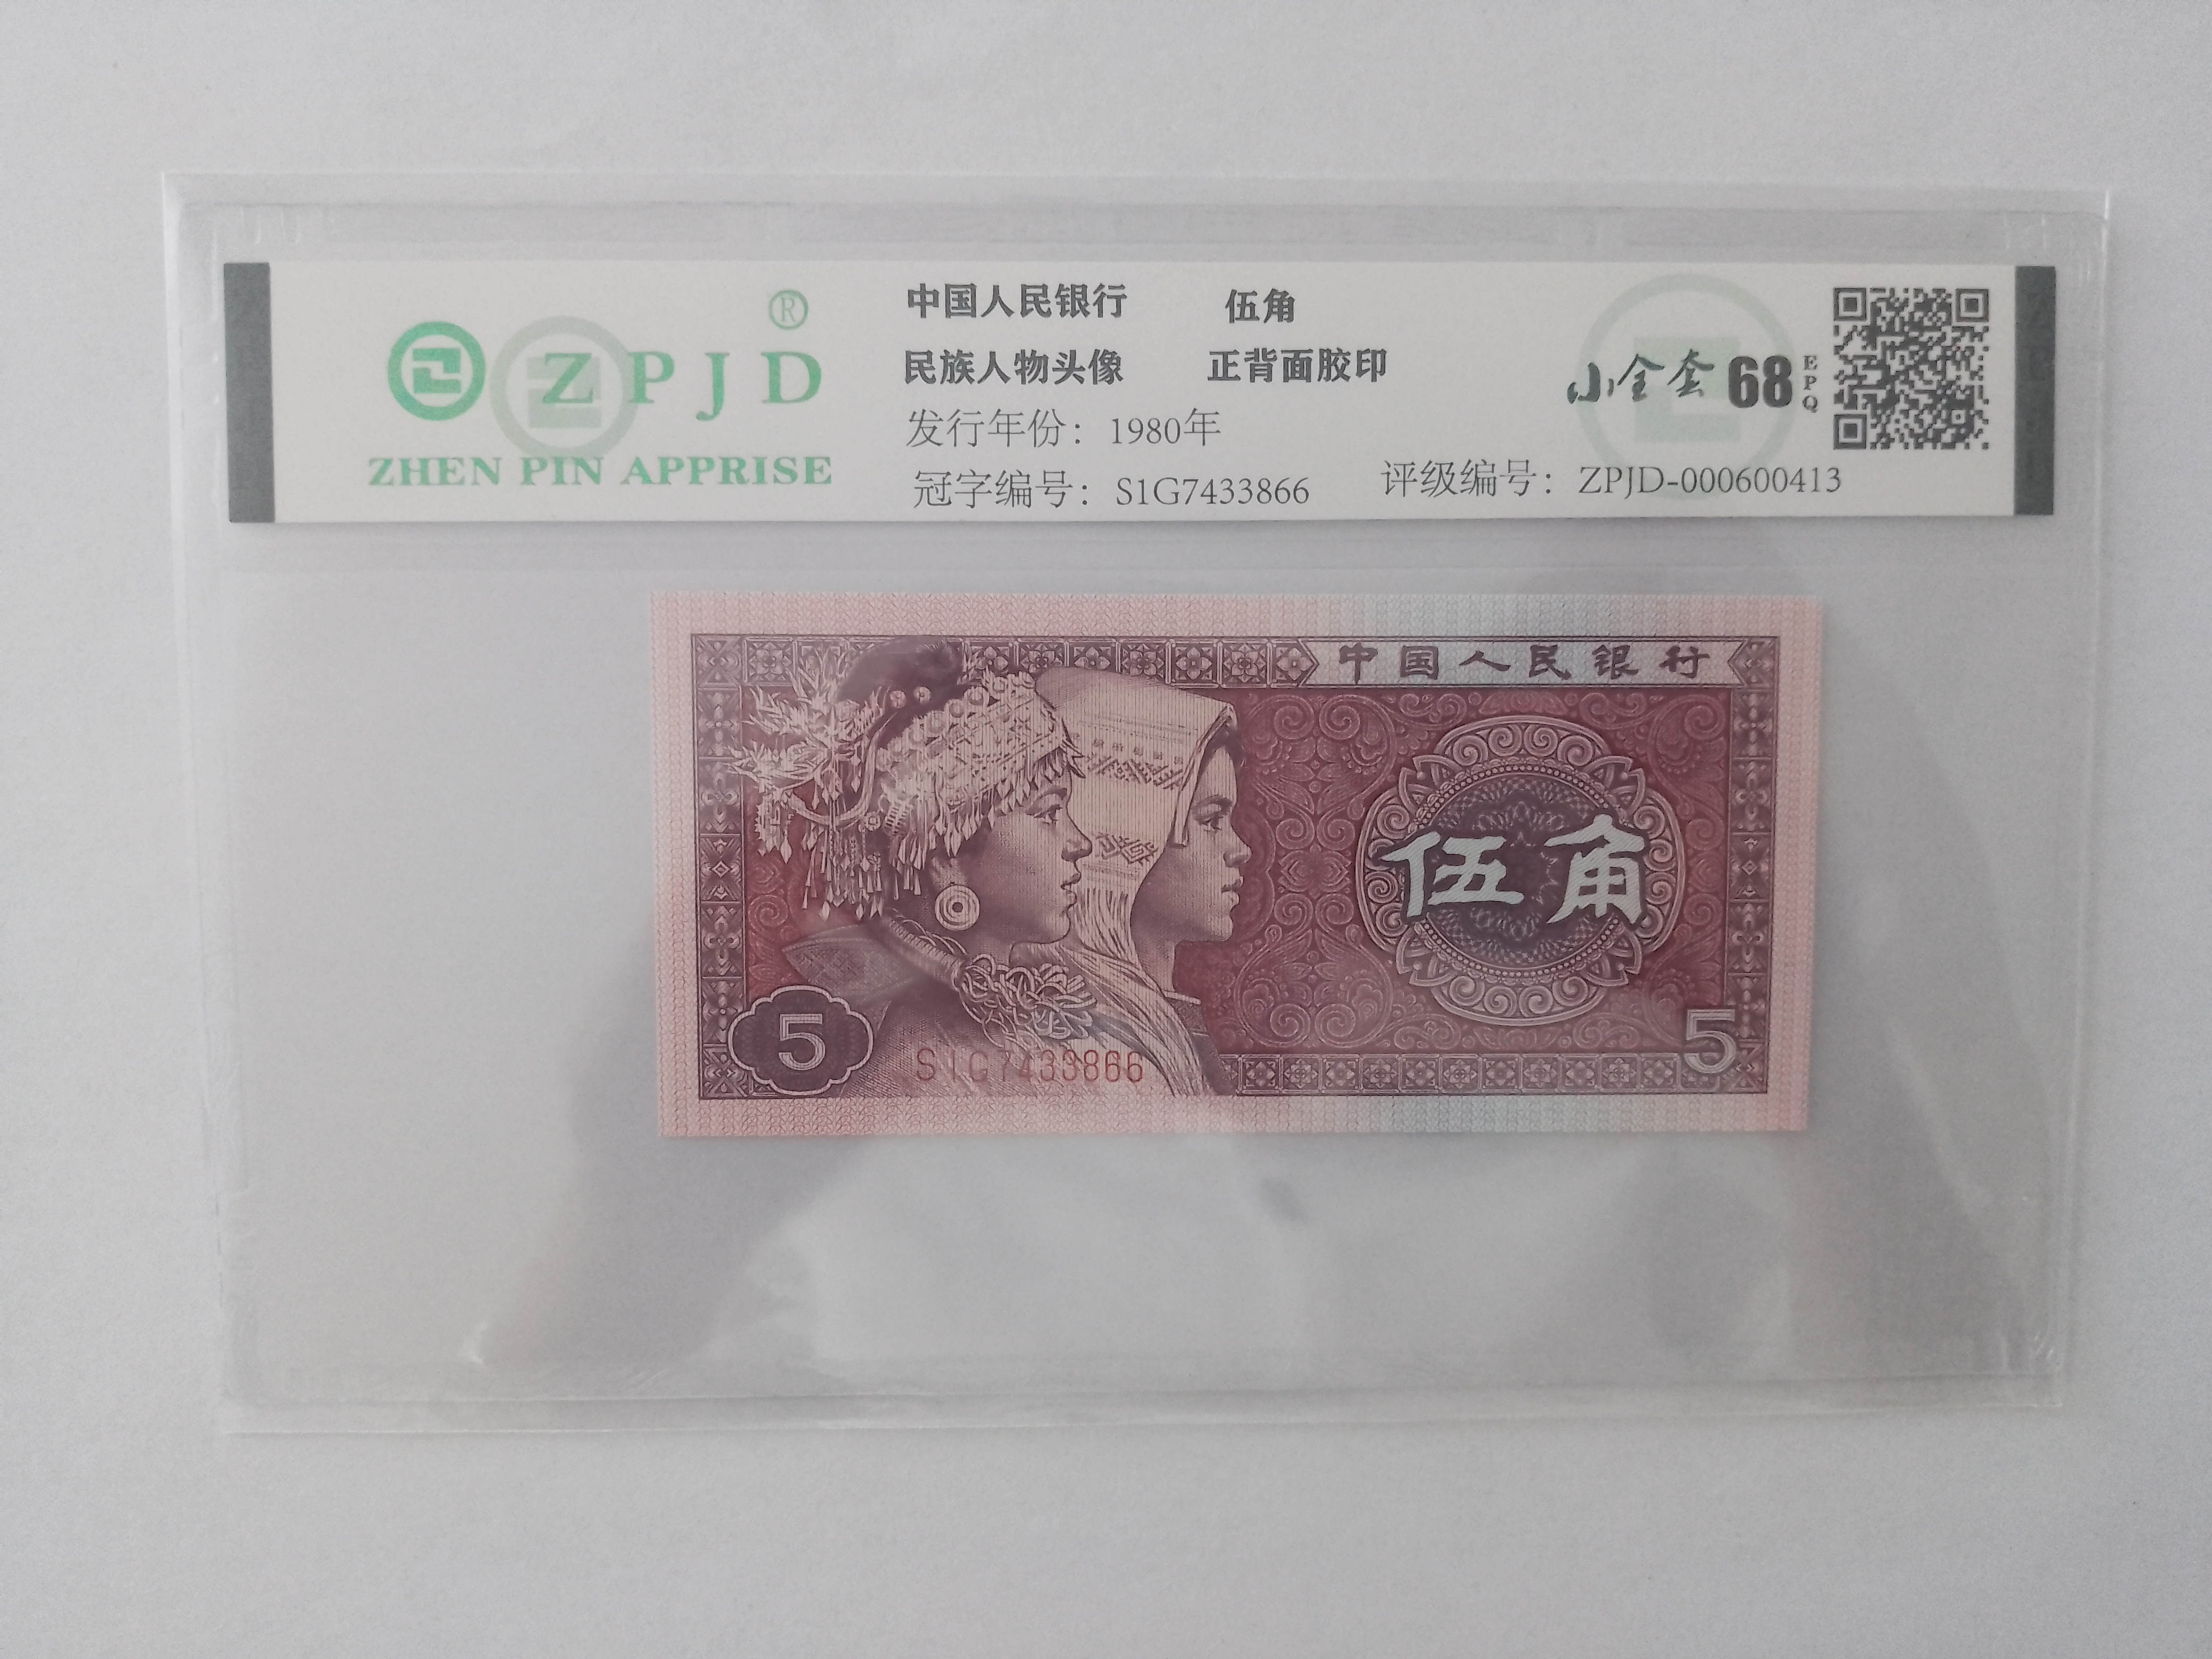 ®
ZPJD
ZHEN PIN APPRISE
中国人民银行 伍角
民族人物头像 正背面胶印
发行年份：1980年
冠字编号：S1G7433866 评级编号：ZPJD-000600413
小全套 68 EPQ
中国人民银行
伍角
5
S1G7433866
5